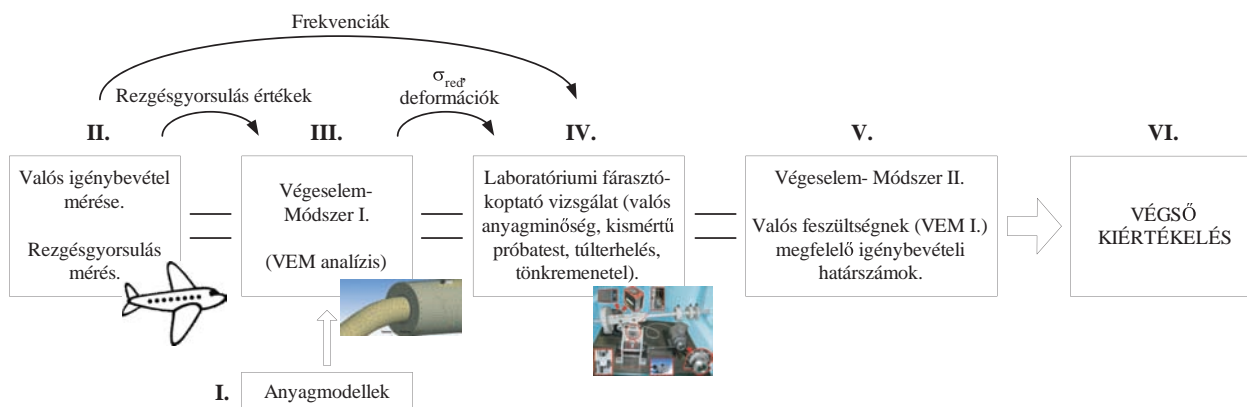 Frekvenciák
Rezgésgyorsulás értékek
σred,
deformációk
II.
III.
IV.
V.
VI.
Valós igénybevétel
mérése.
Rezgésgyorsulás
mérés.
Végeselem-
Módszer I.
(VEM analízis)
Laboratóriumi fárasztó-
koptató vizsgálat (valós
anyagminőség, kismértű
próbatest, túlterhelés,
tönkremenetel).
Végeselem- Módszer II.
Valós feszültségnek (VEM I.)
megfelelő igénybevételi
határszámok.
VÉGSŐ
KIÉRTÉKELÉS
I.
Anyagmodellek